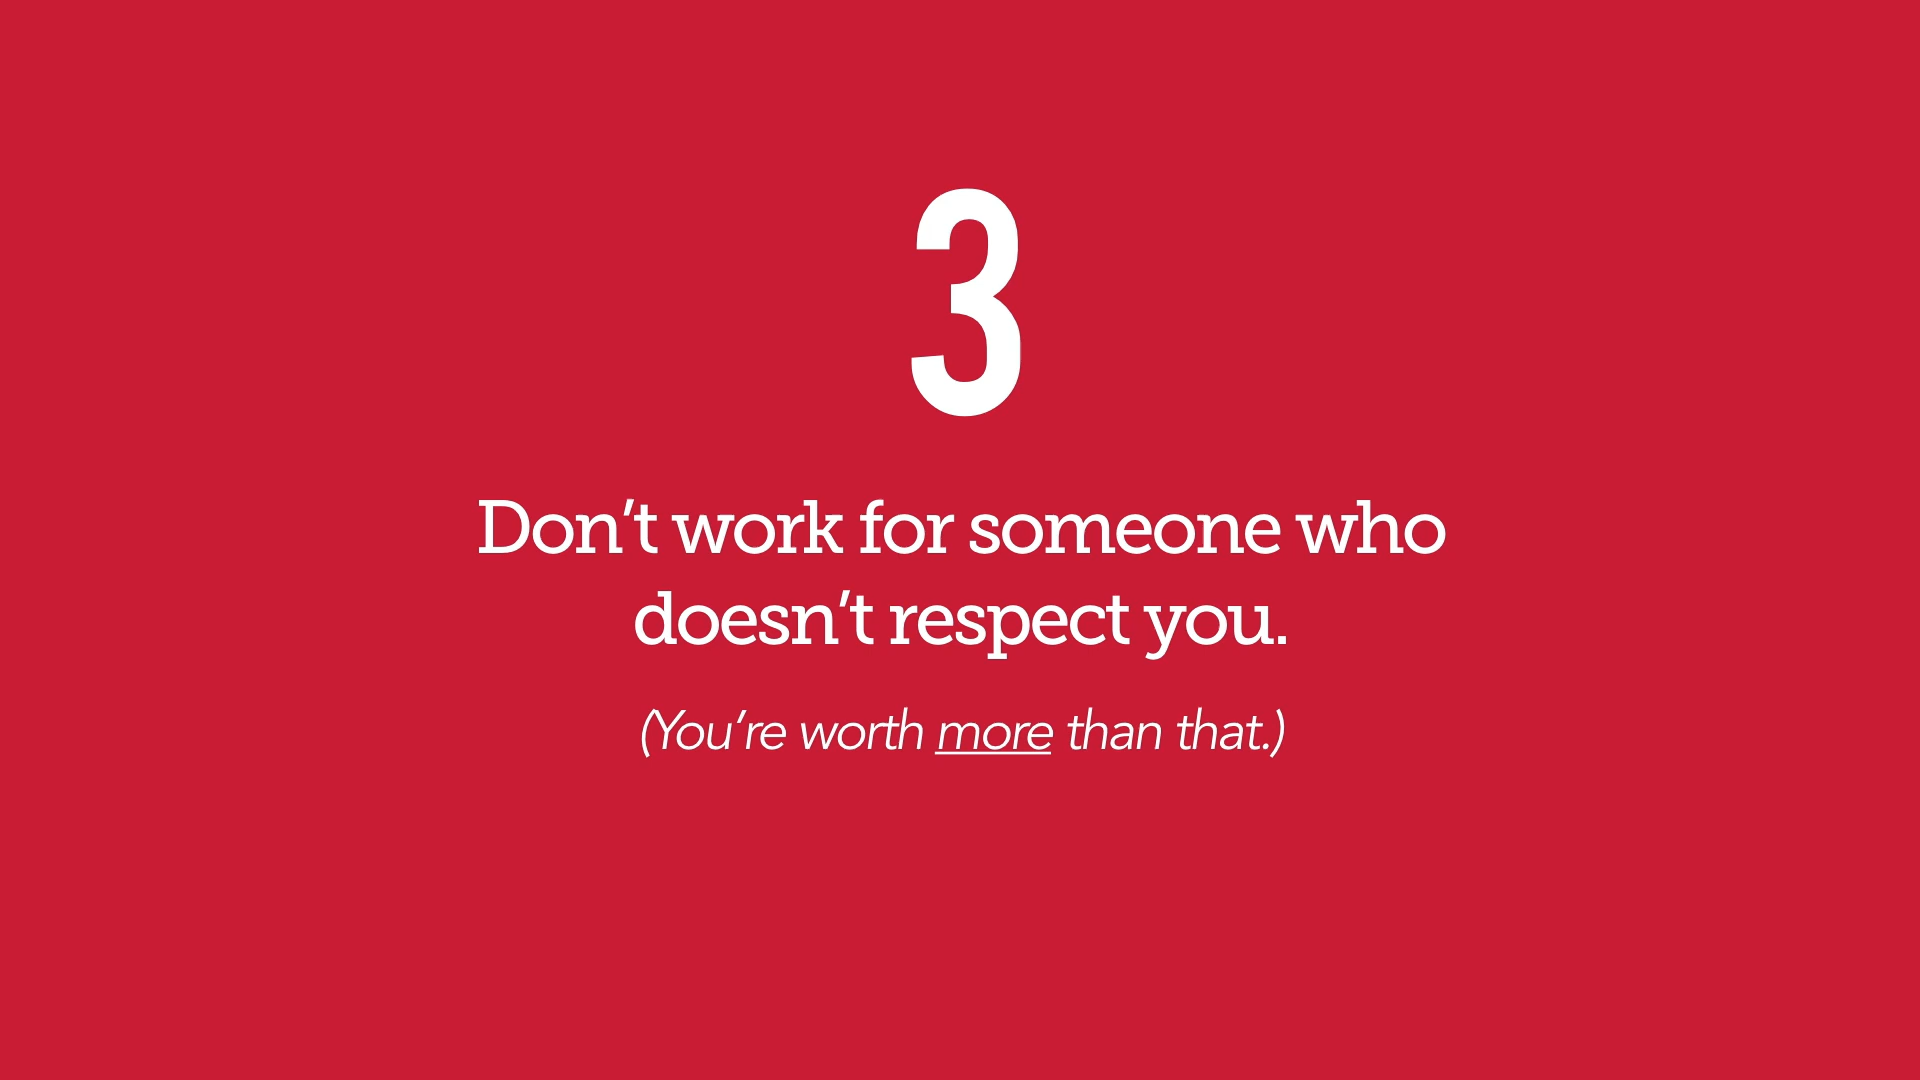 3
Don’t work for someone who
doesn’t respect you.
(You’re worth more than that.)